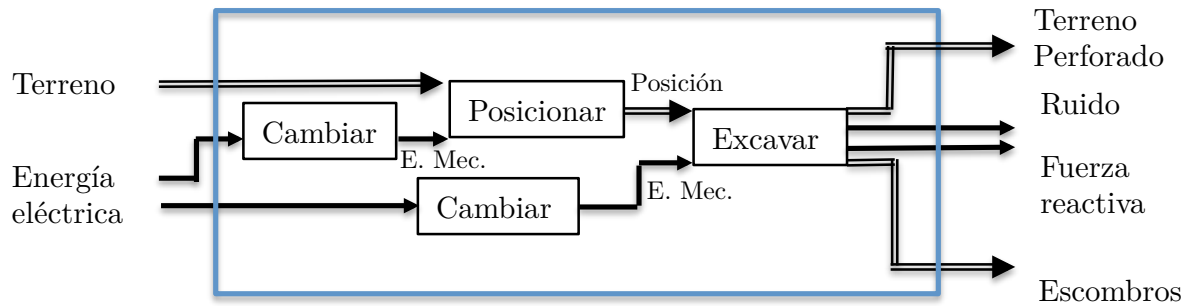 Terreno
Energía
eléctrica
Cambiar
E. Mec.
Posicionar
Posición
Cambiar
E. Mec.
Excavar
Terreno
Perforado
Ruido
Fuerza
reactiva
Escombros